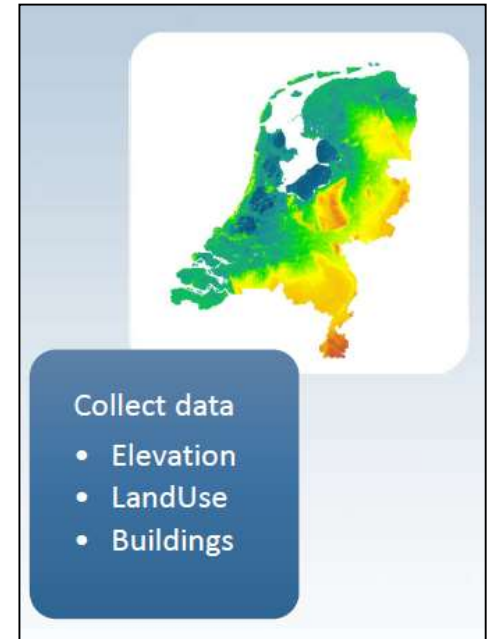 Collect data
• Elevation
• LandUse
• Buildings